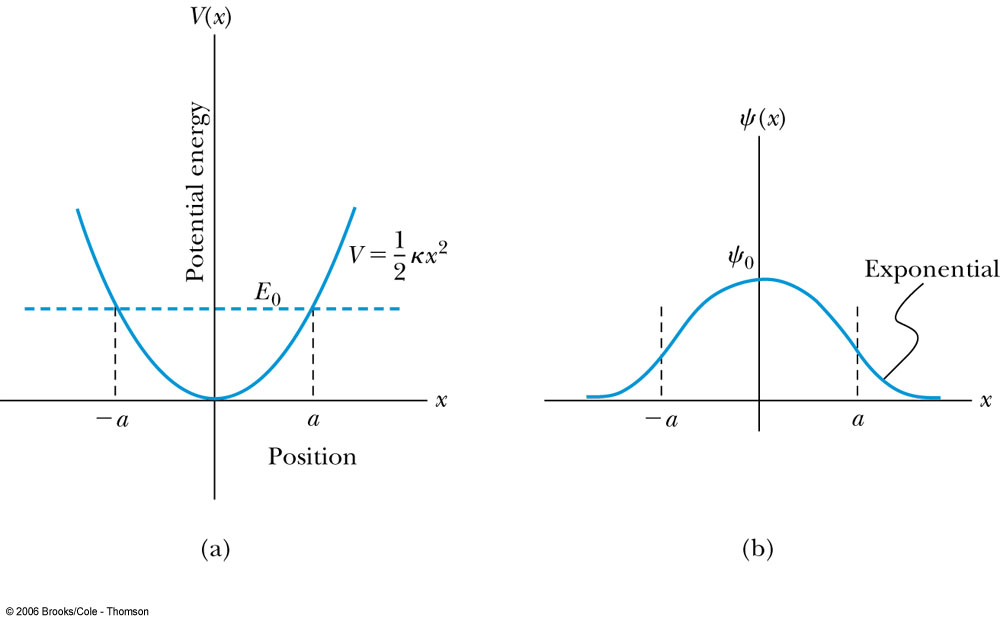 V(x)
Potential energy
V = 1/2 κx²
E₀
−a
a
x
Position
(a)
ψ(x)
ψ₀
Exponential
−a
a
x
(b)
© 2006 Brooks/Cole - Thomson